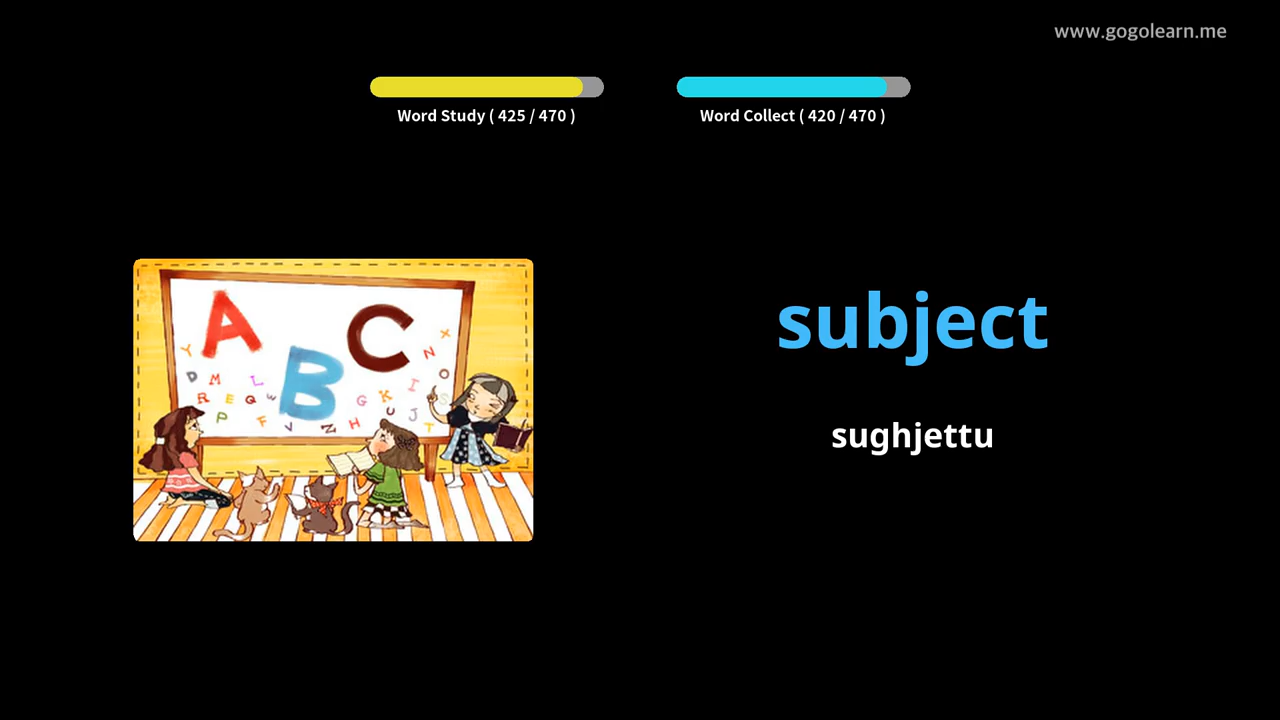 www.gogolearn.me
Word Study ( 425 / 470 )
Word Collect ( 420 / 470 )
subject
sughjettu
A
B
C
X
Y
N
D
M
L
O
I
R
E
Q
W
G
K
S
P
F
V
Z
H
U
J
T